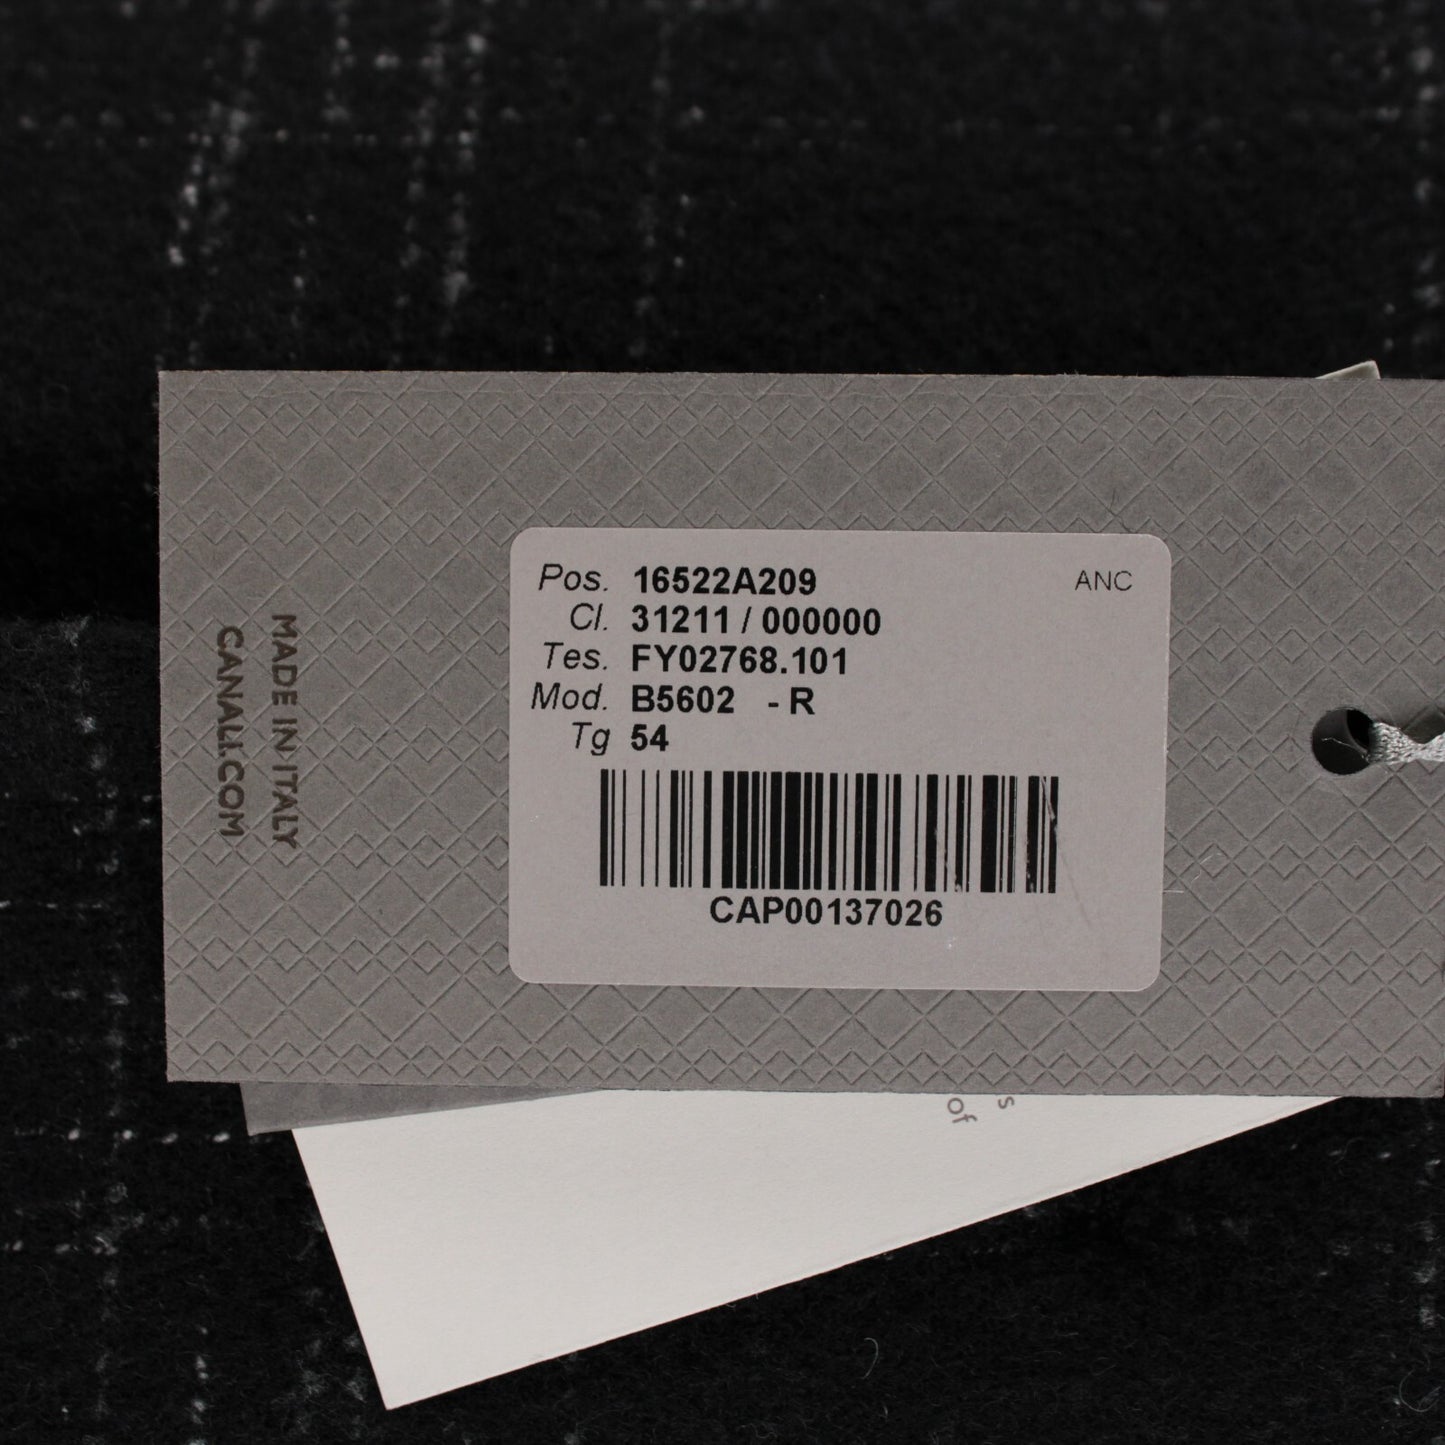 Pos. 16522A209 ANC
Cl. 31211 / 000000
Tes. FY02768.101
Mod. B5602 - R
Tg 54
CAP00137026
MADE IN ITALY
CANALI.COM
s
of